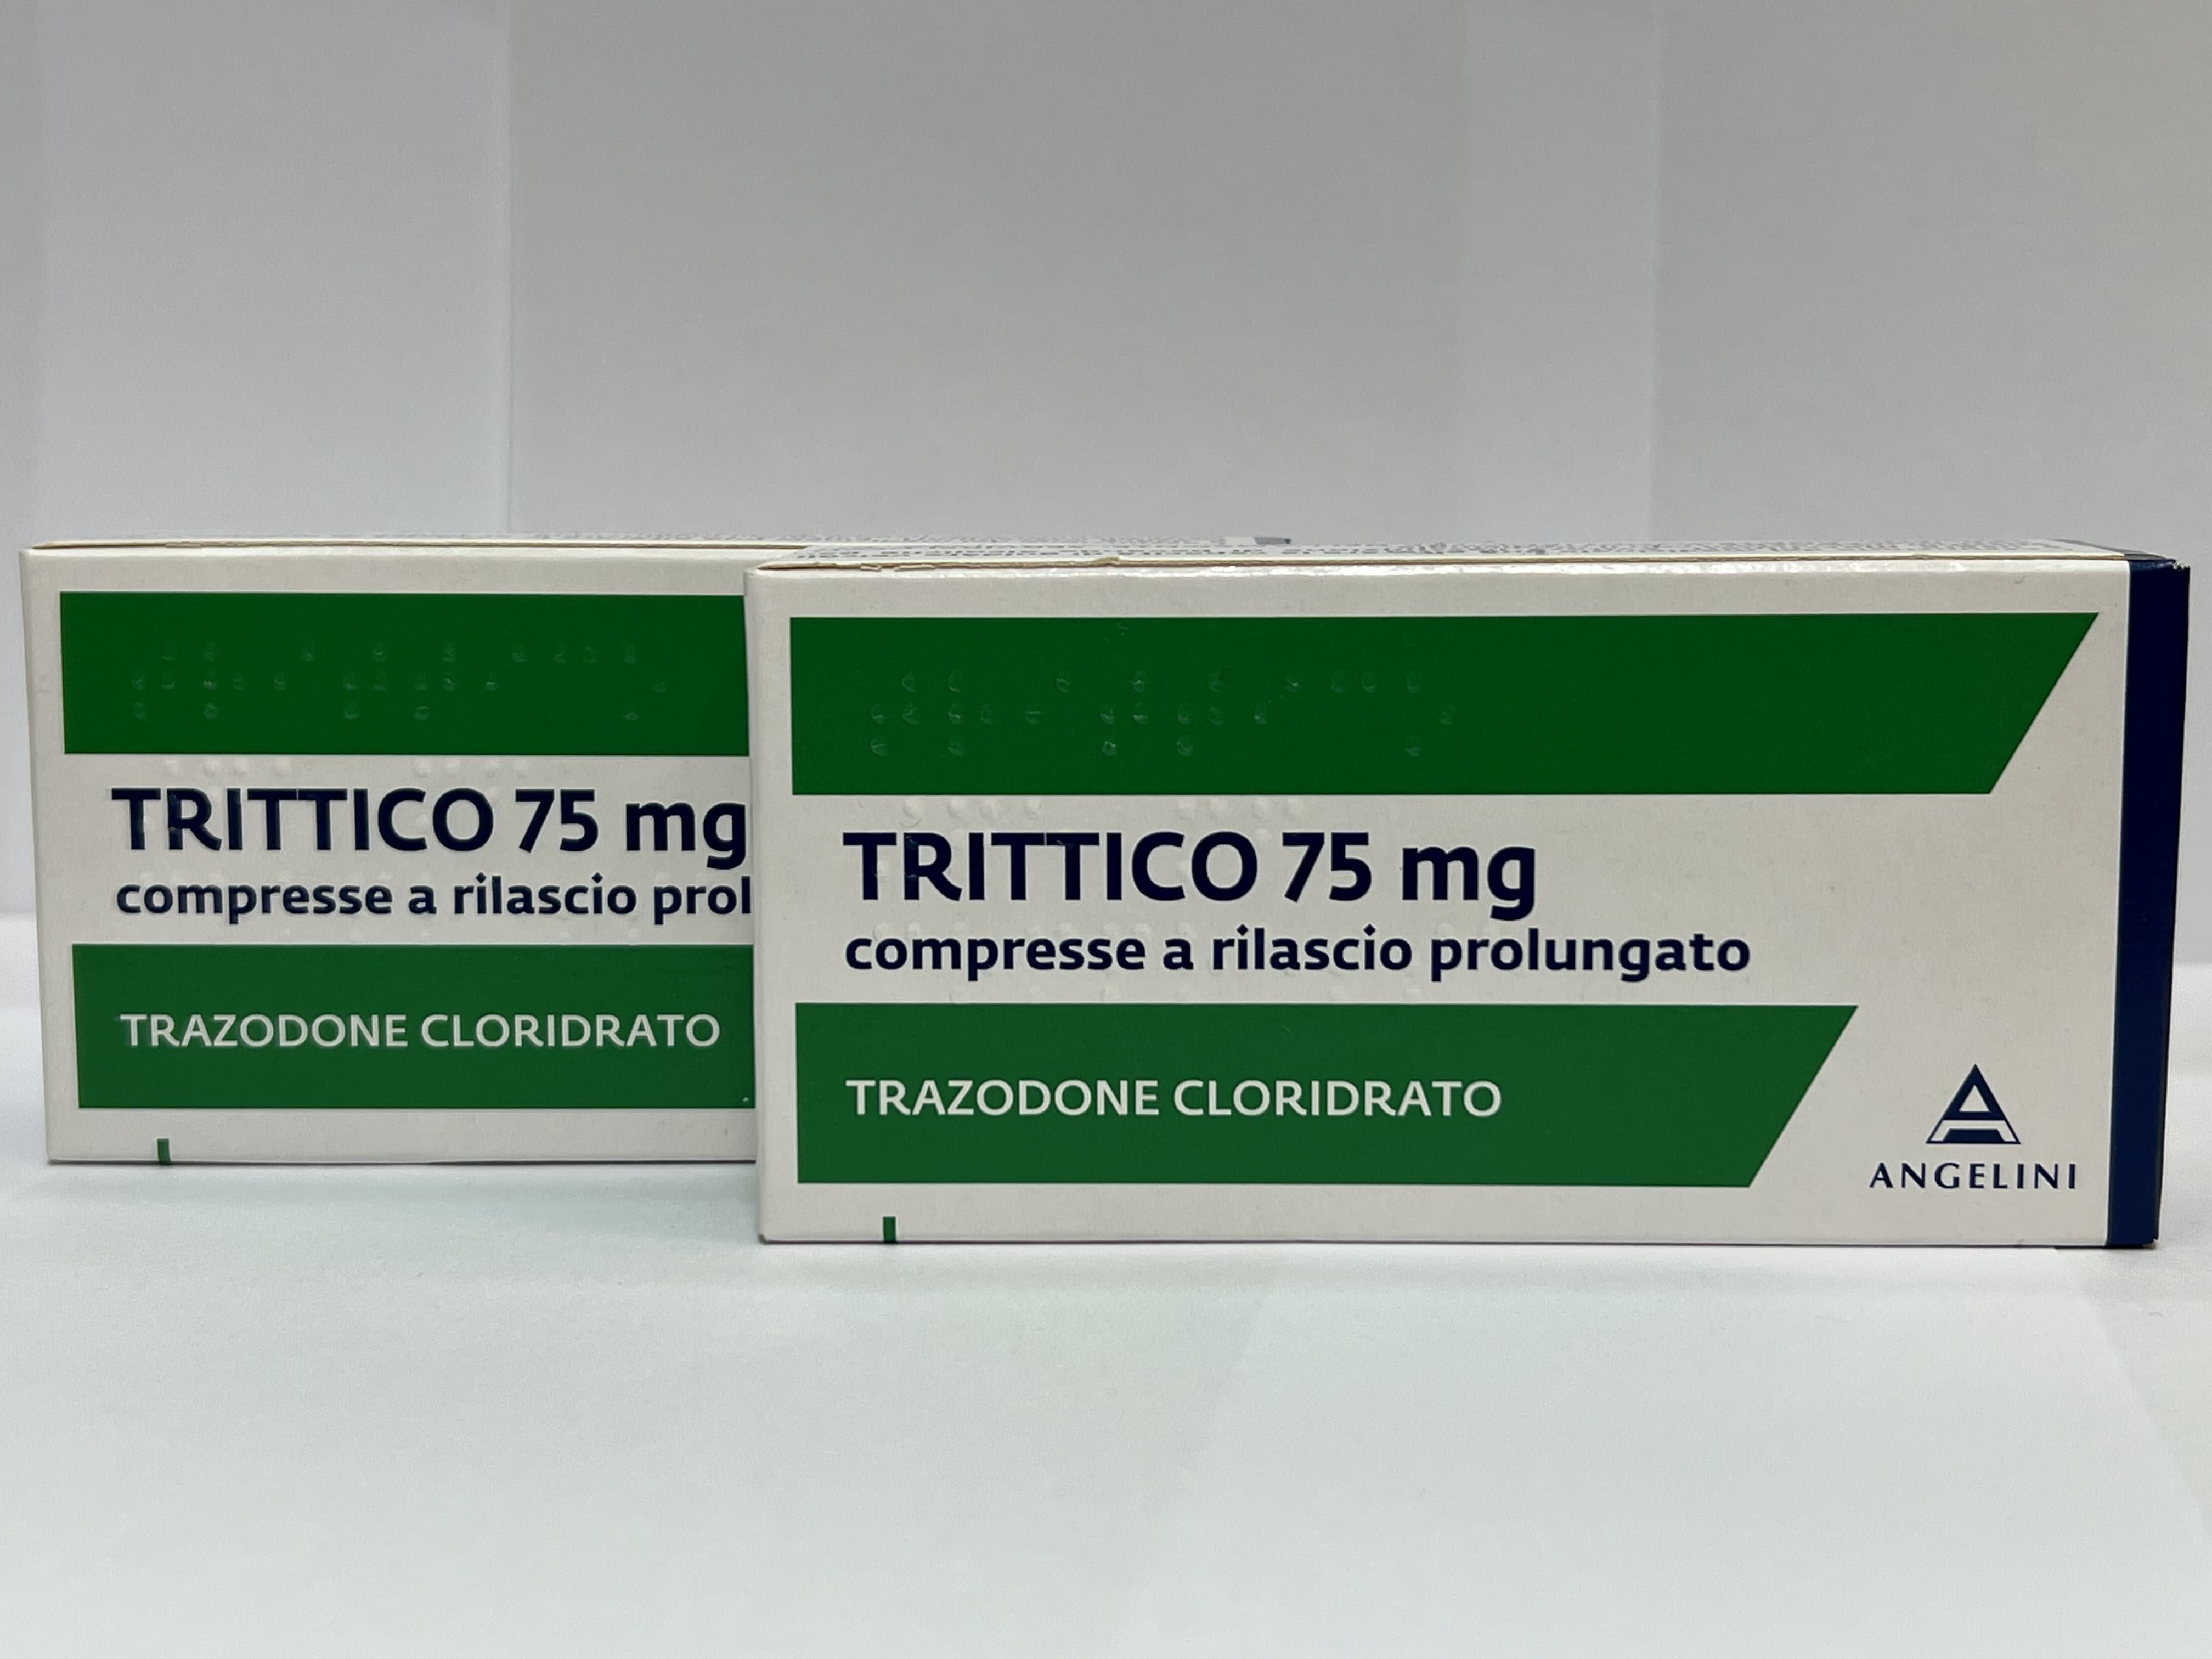 TRITTICO 75 mg
compresse a rilascio prol
TRAZODONE CLORIDRATO
TRITTICO 75 mg
compresse a rilascio prolungato
TRAZODONE CLORIDRATO
ANGELINI